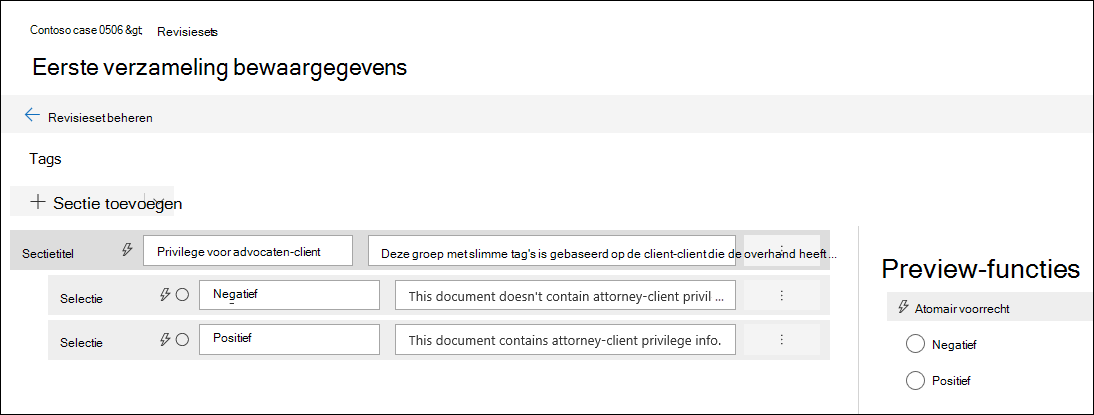 Contoso case 0506 &gt; Revisiesets
Eerste verzameling bewaargegevens
Revisieset beheren
Tags
Sectie toevoegen
Sectietitel Privilege voor advocaten-client Deze groep met slimme tag's is gebaseerd op de client-client die de overhand heeft ...
Preview-functies
Selectie Negatief This document doesn't contain attorney-client privil ...
Atomair voorrecht
Selectie Positief This document contains attorney-client privilege info.
Negatief
Positief